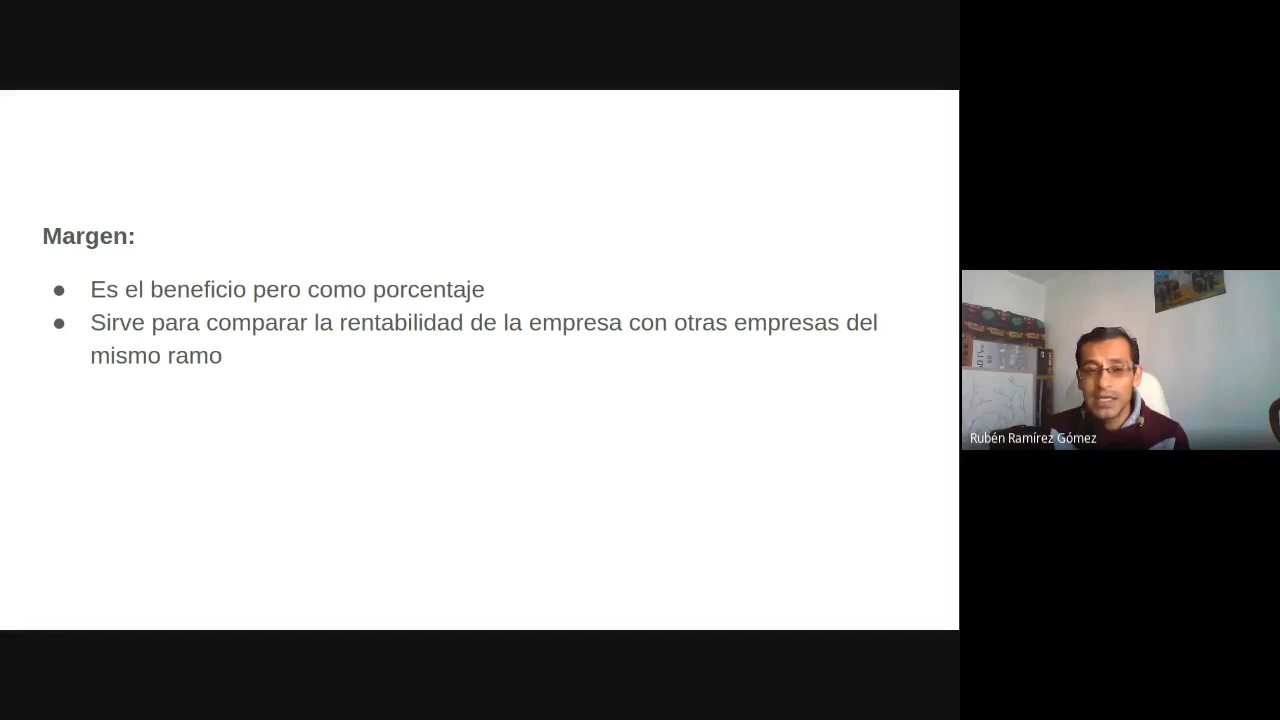 Margen:
● Es el beneficio pero como porcentaje
● Sirve para comparar la rentabilidad de la empresa con otras empresas del
mismo ramo
Rubén Ramírez Gómez